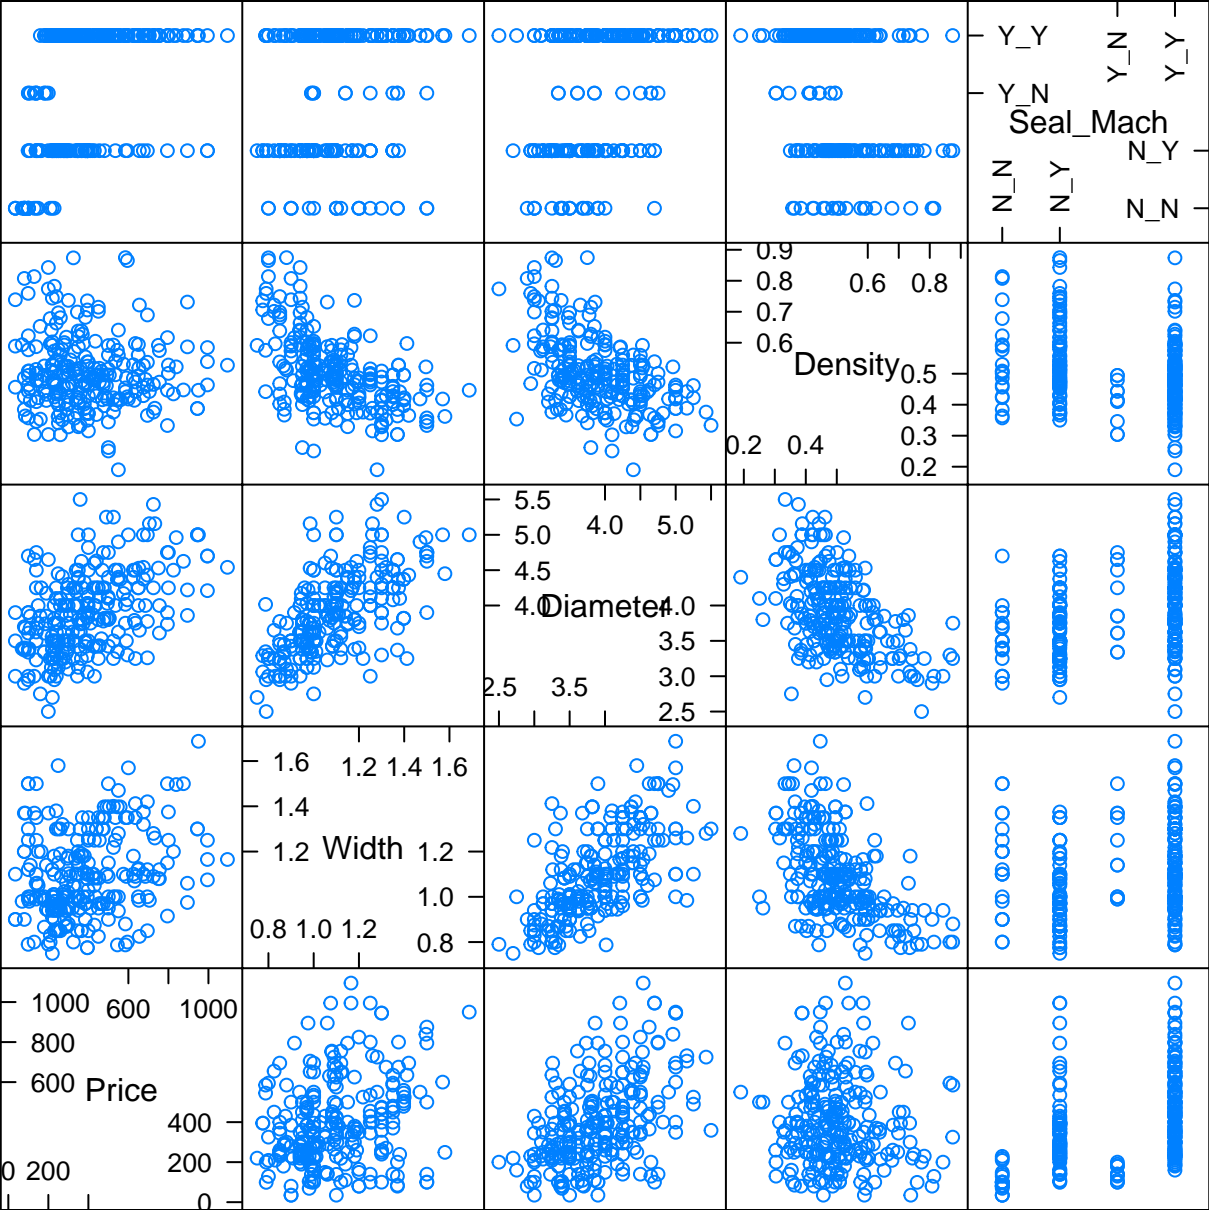 Y_Y
Y_N
Y_Y
Y_N
Seal_Mach
N_Y
N_N
N_Y
N_N
0.9
0.8
0.6 0.8
0.7
0.6
Density 0.5
0.4
0.2 0.4
0.3
0.2
5.5
5.0
4.0 5.0
4.5
4.0 Diameter 4.0
3.5
2.5 3.5
3.0
2.5
1.6 1.2 1.4 1.6
1.4
1.2 Width 1.2
1.0
0.8 1.0 1.2
0.8
1000 600 1000
800
600 Price
400
0 200 200
0